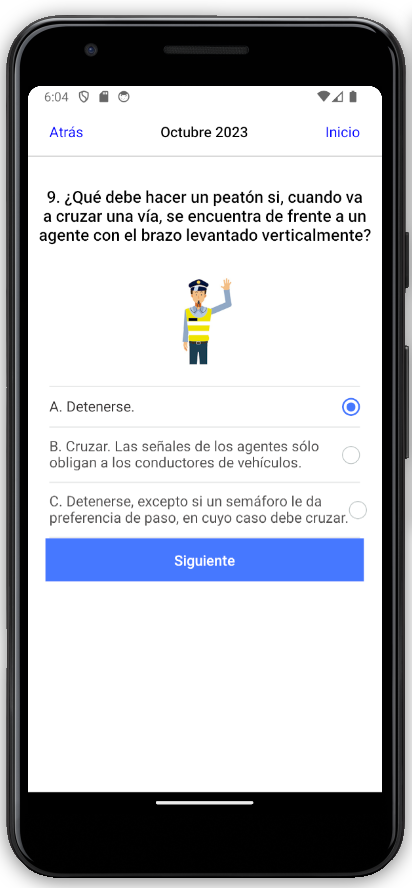 6:04
Atrás
Octubre 2023
Inicio
9. ¿Qué debe hacer un peatón si, cuando va
a cruzar una vía, se encuentra de frente a un
agente con el brazo levantado verticalmente?
A. Detenerse.
B. Cruzar. Las señales de los agentes sólo
obligan a los conductores de vehículos.
C. Detenerse, excepto si un semáforo le da
preferencia de paso, en cuyo caso debe cruzar.
Siguiente